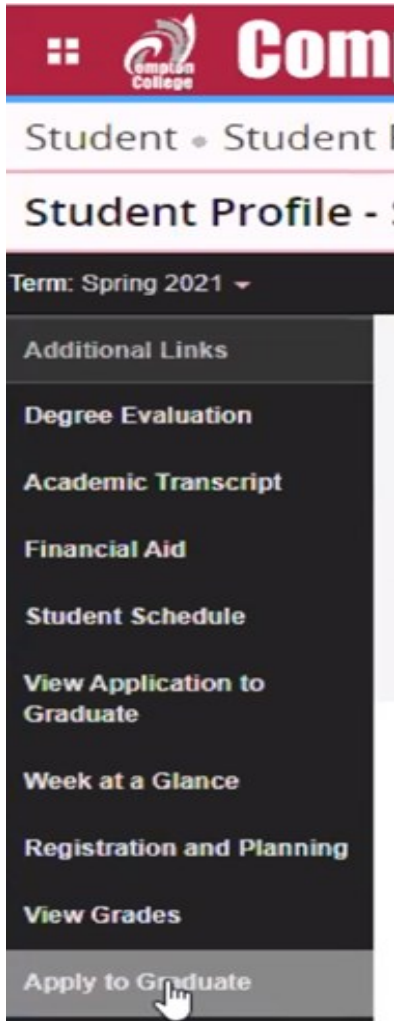 Compton
College
Com
Student • Student
Student Profile -
Term: Spring 2021
Additional Links
Degree Evaluation
Academic Transcript
Financial Aid
Student Schedule
View Application to
Graduate
Week at a Glance
Registration and Planning
View Grades
Apply to Graduate